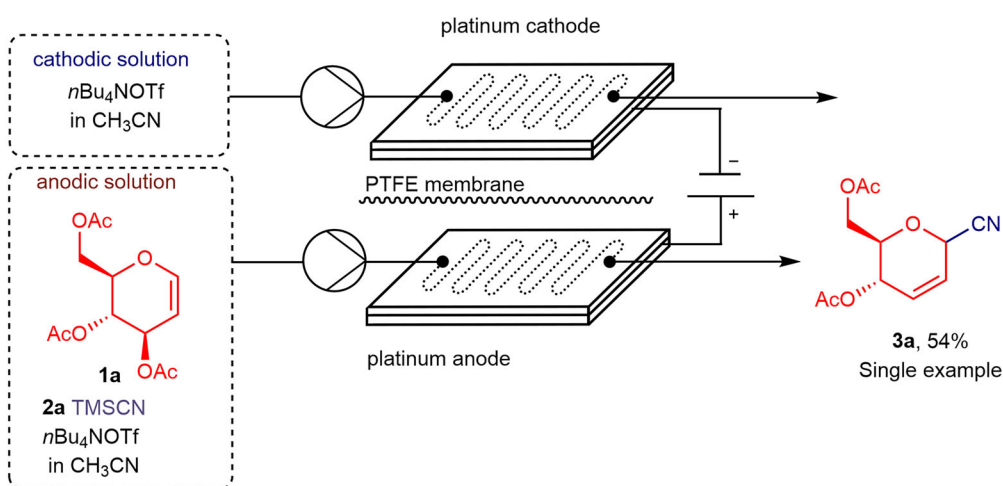 platinum cathode
cathodic solution
nBu₄NOTf
in CH₃CN
anodic solution
OAc
O
AcO
OAc
1a
2a TMSCN
nBu₄NOTf
in CH₃CN
PTFE membrane
−
+
platinum anode
OAc
O
CN
AcO
3a, 54%
Single example